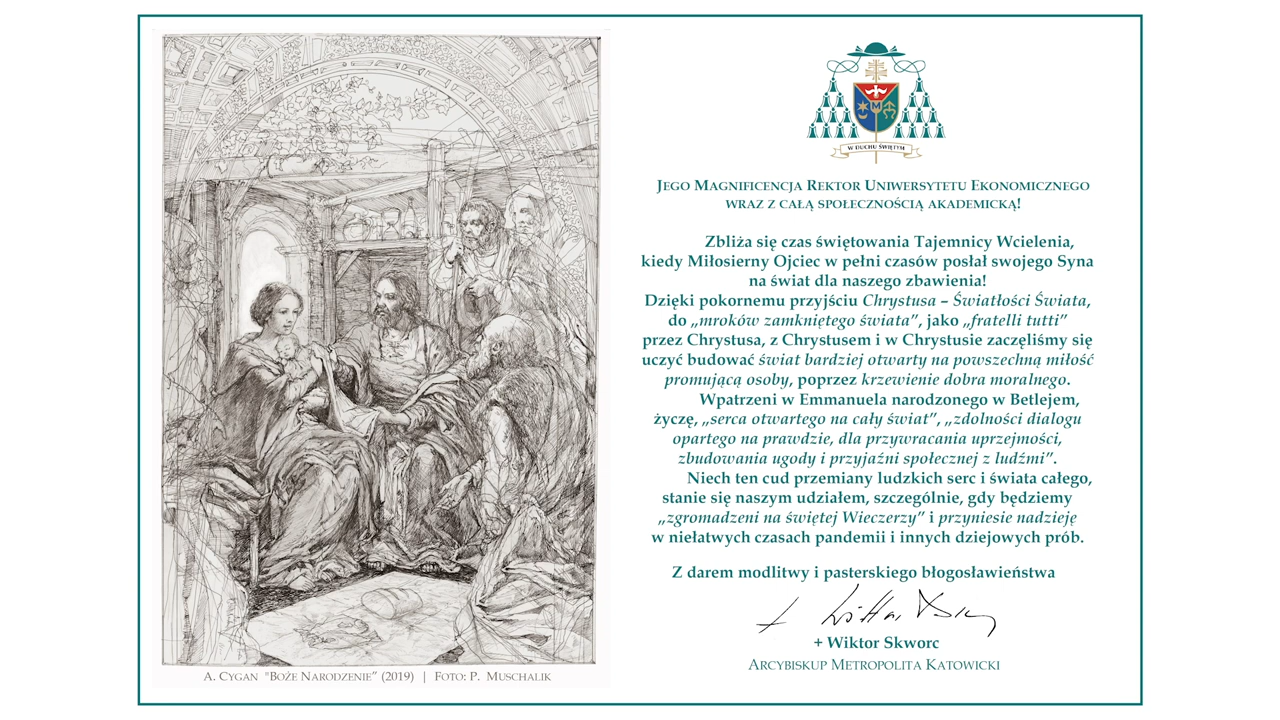 W DUCHU ŚWIĘTYM
Jego Magnificencja Rektor Uniwersytetu Ekonomicznego
wraz z całą społecznością akademicką!
Zbliża się czas świętowania Tajemnicy Wcielenia,
kiedy Miłosierny Ojciec w pełni czasów posłał swojego Syna
na świat dla naszego zbawienia!
Dzięki pokornemu przyjściu Chrystusa – Światłości Świata,
do „mroków zamkniętego świata”, jako „fratelli tutti”
przez Chrystusa, z Chrystusem i w Chrystusie zaczęliśmy się
uczyć budować świat bardziej otwarty na powszechną miłość
promującą osoby, poprzez krzewienie dobra moralnego.
Wpatrzeni w Emmanuela narodzonego w Betlejem,
życzę, „serca otwartego na cały świat”, „zdolności dialogu
opartego na prawdzie, dla przywracania uprzejmości,
zbudowania ugody i przyjaźni społecznej z ludźmi”.
Niech ten cud przemiany ludzkich serc i świata całego,
stanie się naszym udziałem, szczególnie, gdy będziemy
„zgromadzeni na świętej Wieczerzy” i przyniesie nadzieję
w niełatwych czasach pandemii i innych dziejowych prób.
Z darem modlitwy i pasterskiego błogosławieństwa
+ Wiktor Skworc
Arcybiskup Metropolita Katowicki
A. Cygan "Boże Narodzenie” (2019) | Foto: P. Muschalik